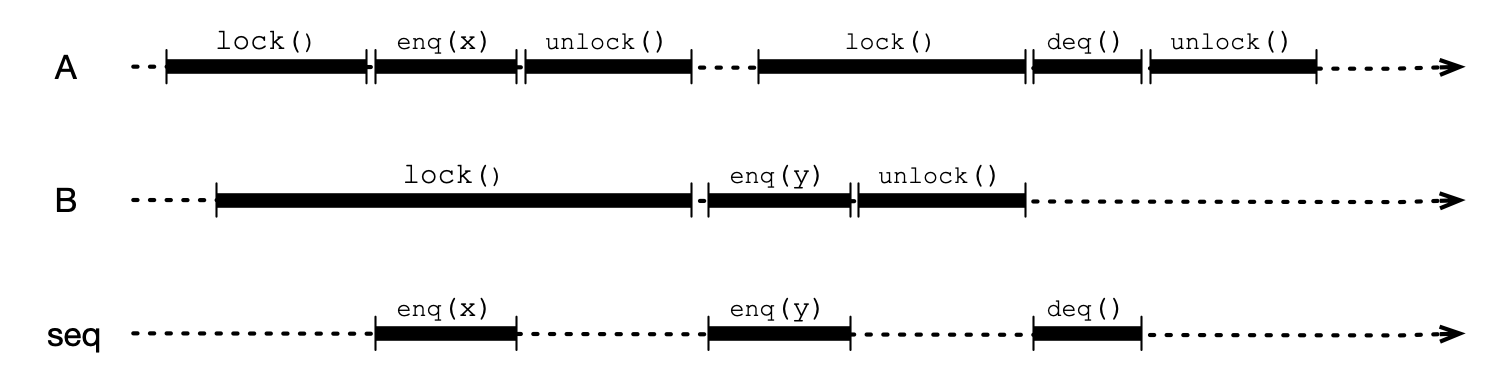 lock() enq(x) unlock() lock() deq() unlock()
A
lock() enq(y) unlock()
B
enq(x) enq(y) deq()
seq